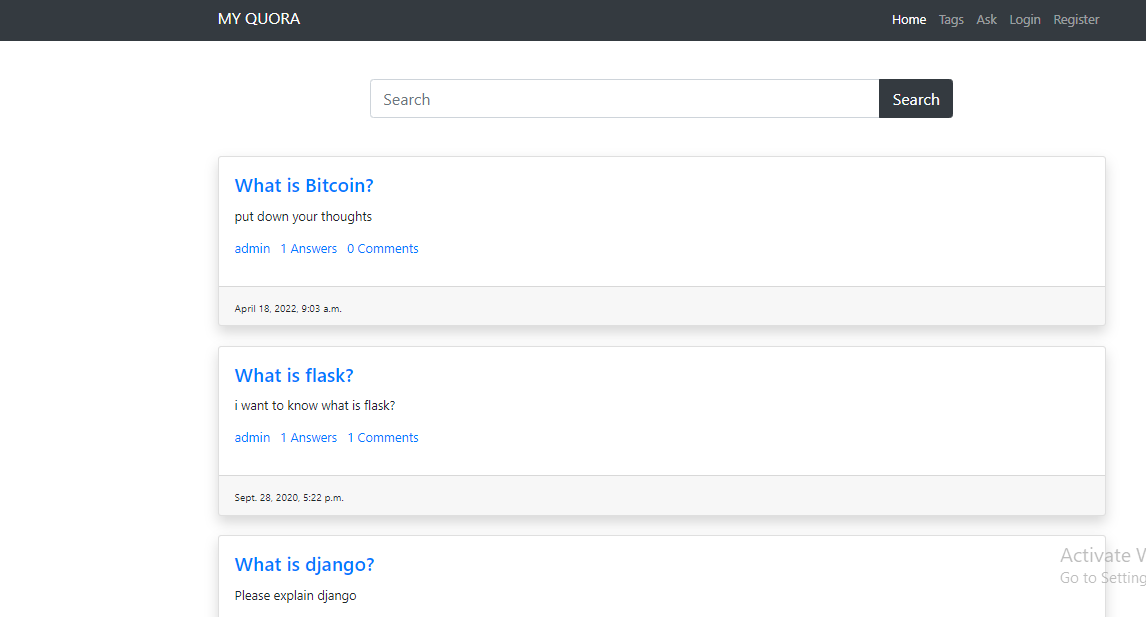 MY QUORA
Home Tags Ask Login Register
Search Search
What is Bitcoin?
put down your thoughts
admin 1 Answers 0 Comments
April 18, 2022, 9:03 a.m.
What is flask?
i want to know what is flask?
admin 1 Answers 1 Comments
Sept. 28, 2020, 5:22 p.m.
What is django?
Activate W
Go to Setting
Please explain django